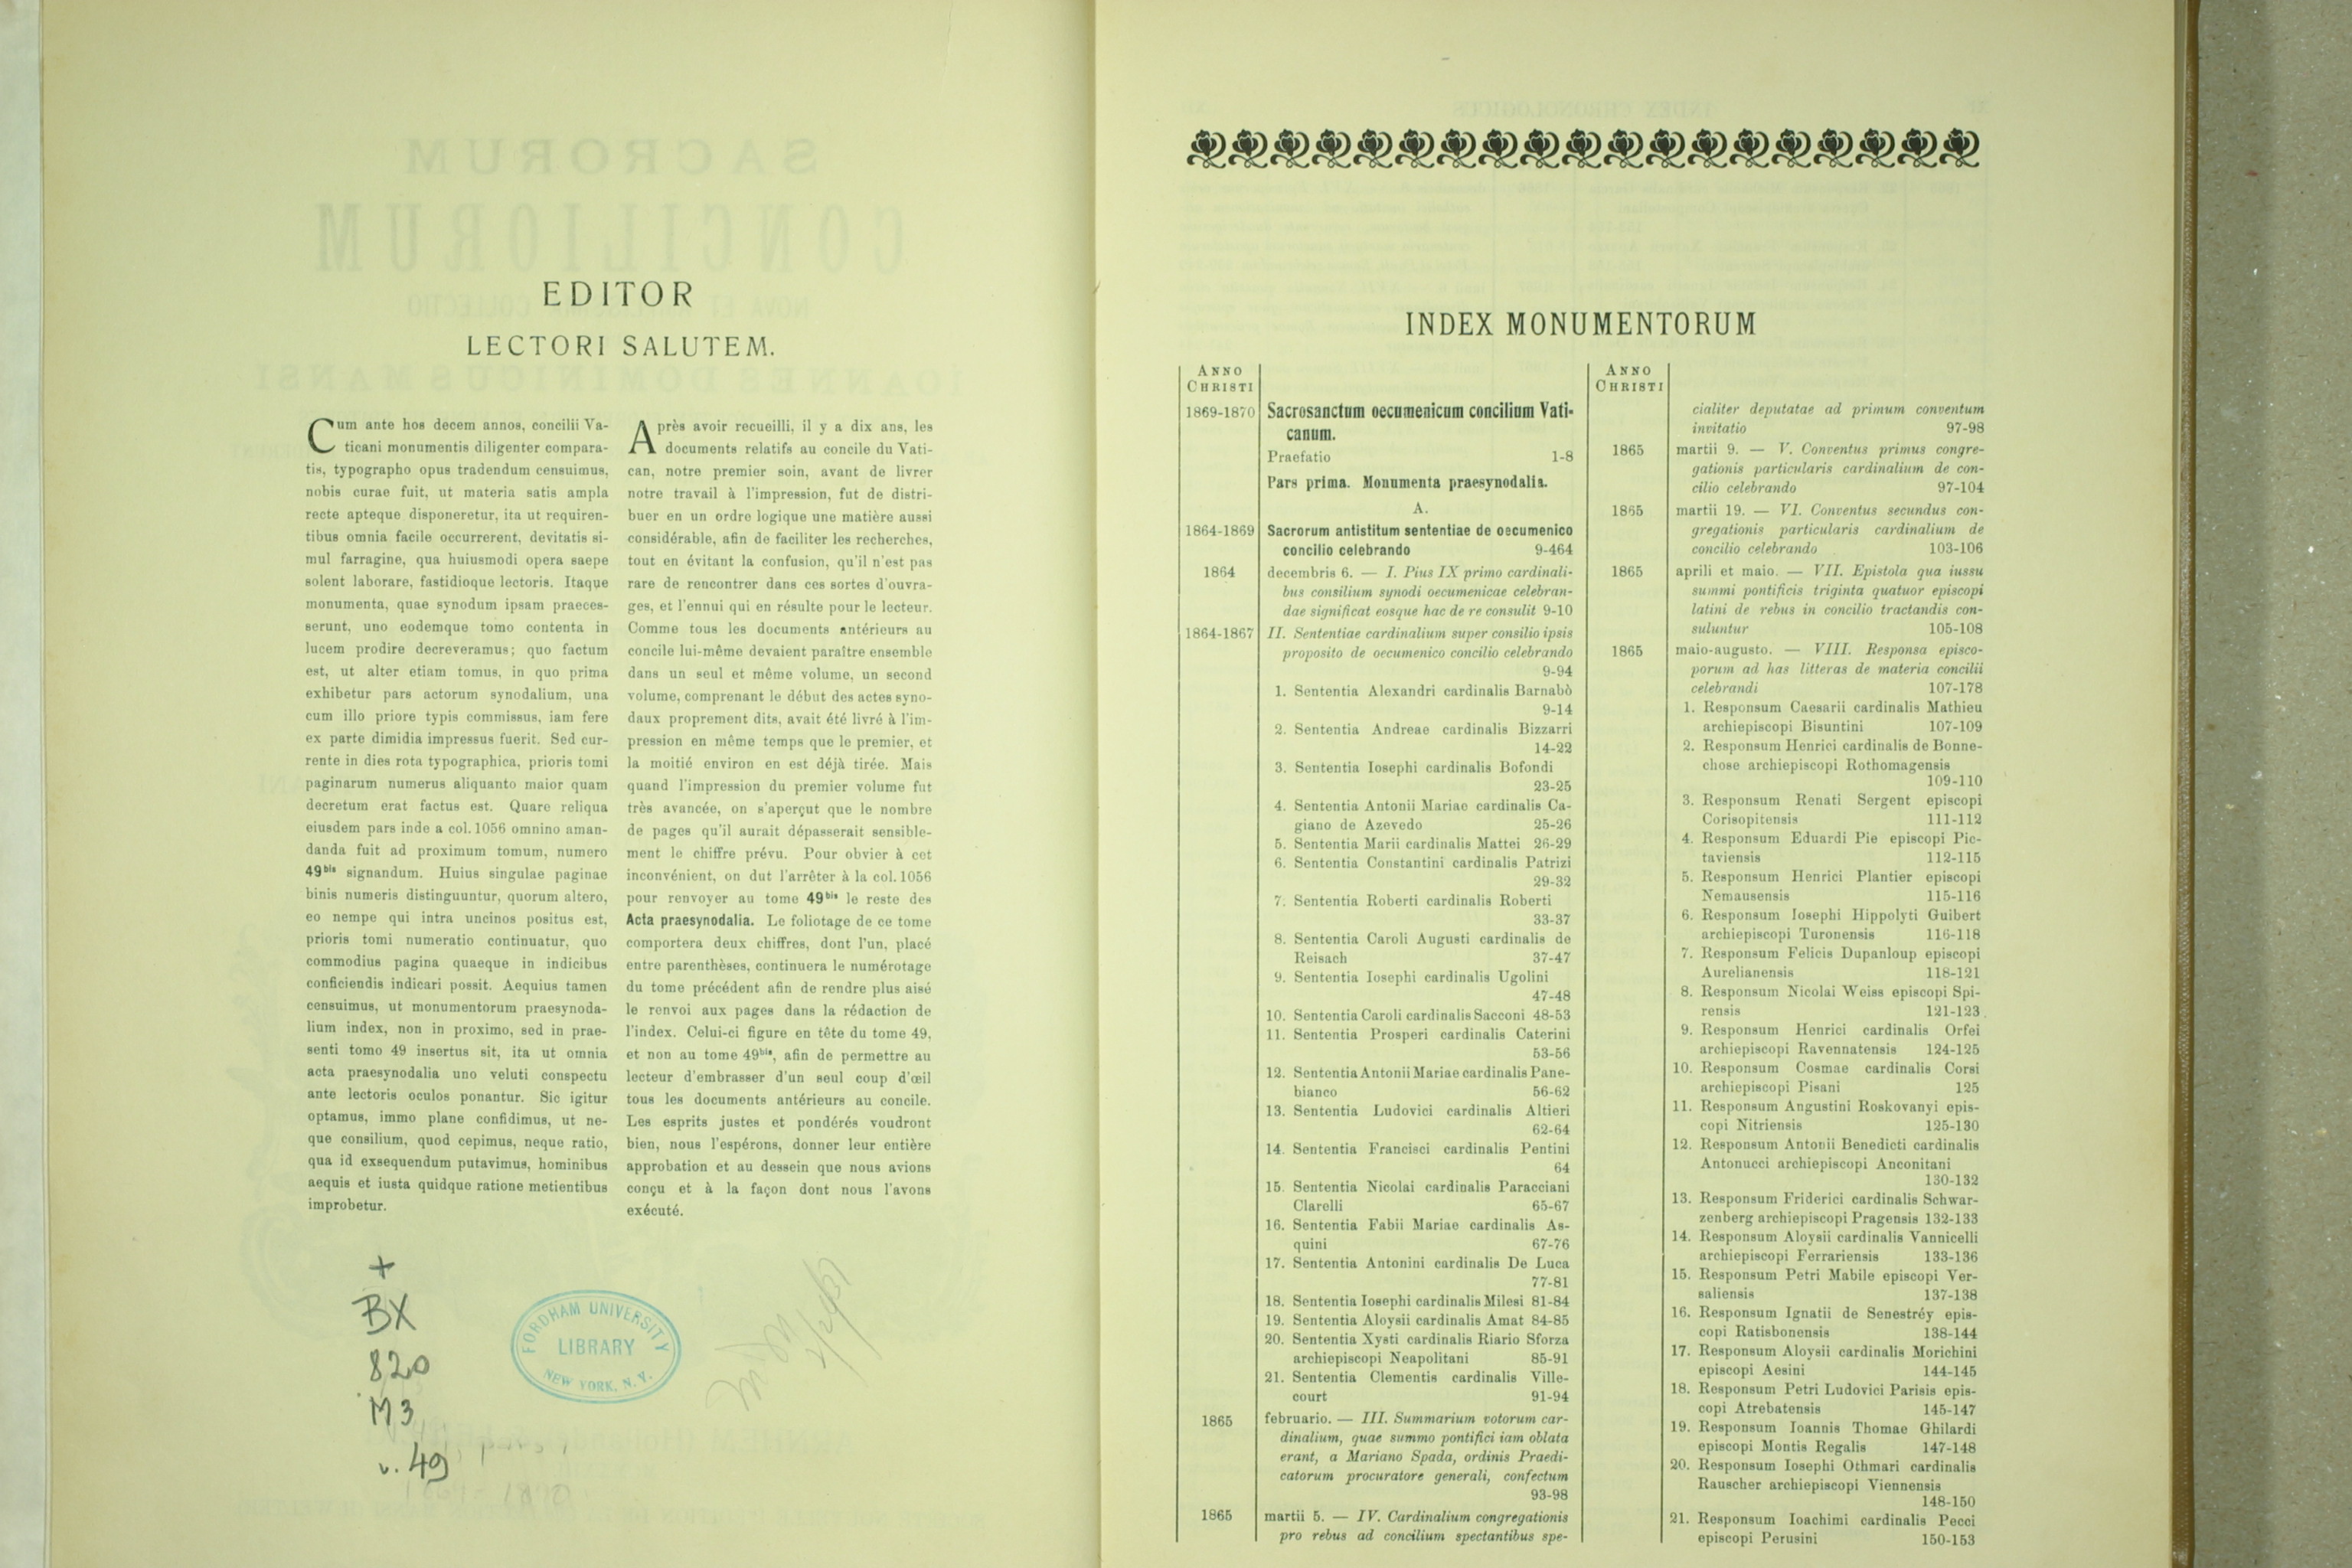 EDITOR
LECTORI SALUTEM.
Cum ante hos decem annos, concilii Va-
ticani monumentis diligenter compara-
tis, typographo opus tradendum censuimus,
nobis curae fuit, ut materia satis ampla
recte apteque disponeretur, ita ut requiren-
tibus omnia facile occurrerent, devitatis si-
mul farragine, qua huiusmodi opera saepe
solent laborare, fastidioque lectoris. Itaque
monumenta, quae synodum ipsam praeces-
serunt, uno eodemque tomo contenta in
lucem prodire decreveramus; quo factum
est, ut alter etiam tomus, in quo prima
exhibetur pars actorum synodalium, una
cum illo priore typis commissus, iam fere
ex parte dimidia impressus fuerit. Sed cur-
rente in dies rota typographica, prioris tomi
paginarum numerus aliquanto maior quam
decretum erat factus est. Quare reliqua
eiusdem pars inde a col. 1056 omnino aman-
danda fuit ad proximum tomum, numero
49bis signandum. Huius singulae paginae
binis numeris distinguuntur, quorum altero,
eo nempe qui intra uncinos positus est,
prioris tomi numeratio continuatur, quo
commodius pagina quaeque in indicibus
conficiendis indicari possit. Aequius tamen
censuimus, ut monumentorum praesynoda-
lium index, non in proximo, sed in prae-
senti tomo 49 insertus sit, ita ut omnia
acta praesynodalia uno veluti conspectu
ante lectoris oculos ponantur. Sic igitur
optamus, immo plane confidimus, ut ne-
que consilium, quod cepimus, neque ratio,
qua id exsequendum putavimus, hominibus
aequis et iusta quidque ratione metientibus
improbetur.
Après avoir recueilli, il y a dix ans, les
documents relatifs au concile du Vati-
can, notre premier soin, avant de livrer
notre travail à l'impression, fut de distri-
buer en un ordre logique une matière aussi
considérable, afin de faciliter les recherches,
tout en évitant la confusion, qu'il n'est pas
rare de rencontrer dans ces sortes d'ouvra-
ges, et l'ennui qui en résulte pour le lecteur.
Comme tous les documents antérieurs au
concile lui-même devaient paraître ensemble
dans un seul et même volume, un second
volume, comprenant le début des actes syno-
daux proprement dits, avait été livré à l'im-
pression en même temps que le premier, et
la moitié environ en est déjà tirée. Mais
quand l'impression du premier volume fut
très avancée, on s'aperçut que le nombre
de pages qu'il aurait dépasserait sensible-
ment le chiffre prévu. Pour obvier à cet
inconvénient, on dut l'arrêter à la col. 1056
pour renvoyer au tome 49bis le reste des
Acta praesynodalia. Le foliotage de ce tome
comportera deux chiffres, dont l'un, placé
entre parenthèses, continuera le numérotage
du tome précédent afin de rendre plus aisé
le renvoi aux pages dans la rédaction de
l'index. Celui-ci figure en tête du tome 49,
et non au tome 49bis, afin de permettre au
lecteur d'embrasser d'un seul coup d'œil
tous les documents antérieurs au concile.
Les esprits justes et pondérés voudront
bien, nous l'espérons, donner leur entière
approbation et au dessein que nous avions
conçu et à la façon dont nous l'avons
exécuté.
+
BX
820
M3
v. 49
FORDHAM UNIVERSITY
LIBRARY
NEW YORK, N. Y.
INDEX MONUMENTORUM
ANNO
CHRISTI
1869-1870 Sacrosanctum oecumenicum concilium Vati-
canum.
Praefatio 1-8
Pars prima. Monumenta praesynodalia.
A.
1864-1869 Sacrorum antistitum sententiae de oecumenico
concilio celebrando 9-464
1864 decembris 6. — I. Pius IX primo cardinali-
bus consilium synodi oecumenicae celebran-
dae significat eosque hac de re consulit 9-10
1864-1867 II. Sententiae cardinalium super consilio ipsis
proposito de oecumenico concilio celebrando
9-94
1. Sententia Alexandri cardinalis Barnabò
9-14
2. Sententia Andreae cardinalis Bizzarri
14-22
3. Sententia Iosephi cardinalis Bofondi
23-25
4. Sententia Antonii Mariae cardinalis Ca-
giano de Azevedo 25-26
5. Sententia Marii cardinalis Mattei 26-29
6. Sententia Constantini cardinalis Patrizi
29-32
7. Sententia Roberti cardinalis Roberti
33-37
8. Sententia Caroli Augusti cardinalis de
Reisach 37-47
9. Sententia Iosephi cardinalis Ugolini
47-48
10. Sententia Caroli cardinalis Sacconi 48-53
11. Sententia Prosperi cardinalis Caterini
53-56
12. Sententia Antonii Mariae cardinalis Pane-
bianco 56-62
13. Sententia Ludovici cardinalis Altieri
62-64
14. Sententia Francisci cardinalis Pentini
64
15. Sententia Nicolai cardinalis Paracciani
Clarelli 65-67
16. Sententia Fabii Mariae cardinalis As-
quini 67-76
17. Sententia Antonini cardinalis De Luca
77-81
18. Sententia Iosephi cardinalis Milesi 81-84
19. Sententia Aloysii cardinalis Amat 84-85
20. Sententia Xysti cardinalis Riario Sforza
archiepiscopi Neapolitani 85-91
21. Sententia Clementis cardinalis Ville-
court 91-94
1865 februario. — III. Summarium votorum car-
dinalium, quae summo pontifici iam oblata
erant, a Mariano Spada, ordinis Praedi-
catorum procuratore generali, confectum
93-98
1865 martii 5. — IV. Cardinalium congregationis
pro rebus ad concilium spectantibus spe-
ANNO
CHRISTI
cialiter deputatae ad primum conventum
invitatio 97-98
1865 martii 9. — V. Conventus primus congre-
gationis particularis cardinalium de con-
cilio celebrando 97-104
1865 martii 19. — VI. Conventus secundus con-
gregationis particularis cardinalium de
concilio celebrando 103-106
1865 aprili et maio. — VII. Epistola qua iussu
summi pontificis triginta quatuor episcopi
latini de rebus in concilio tractandis con-
suluntur 105-108
1865 maio-augusto. — VIII. Responsa episco-
porum ad has litteras de materia concilii
celebrandi 107-178
1. Responsum Caesarii cardinalis Mathieu
archiepiscopi Bisuntini 107-109
2. Responsum Henrici cardinalis de Bonne-
chose archiepiscopi Rothomagensis
109-110
3. Responsum Renati Sergent episcopi
Corisopitensis 111-112
4. Responsum Eduardi Pie episcopi Pic-
taviensis 112-115
5. Responsum Henrici Plantier episcopi
Nemausensis 115-116
6. Responsum Iosephi Hippolyti Guibert
archiepiscopi Turonensis 116-118
7. Responsum Felicis Dupanloup episcopi
Aurelianensis 118-121
8. Responsum Nicolai Weiss episcopi Spi-
rensis 121-123
9. Responsum Henrici cardinalis Orfei
archiepiscopi Ravennatensis 124-125
10. Responsum Cosmae cardinalis Corsi
archiepiscopi Pisani 125
11. Responsum Angustini Roskovanyi epis-
copi Nitriensis 125-130
12. Responsum Antonii Benedicti cardinalis
Antonucci archiepiscopi Anconitani
130-132
13. Responsum Friderici cardinalis Schwar-
zenberg archiepiscopi Pragensis 132-133
14. Responsum Aloysii cardinalis Vannicelli
archiepiscopi Ferrariensis 133-136
15. Responsum Petri Mabile episcopi Ver-
saliensis 137-138
16. Responsum Ignatii de Senestréy epis-
copi Ratisbonensis 138-144
17. Responsum Aloysii cardinalis Morichini
episcopi Aesini 144-145
18. Responsum Petri Ludovici Parisis epis-
copi Atrebatensis 145-147
19. Responsum Ioannis Thomae Ghilardi
episcopi Montis Regalis 147-148
20. Responsum Iosephi Othmari cardinalis
Rauscher archiepiscopi Viennensis
148-150
21. Responsum Ioachimi cardinalis Pecci
episcopi Perusini 150-153